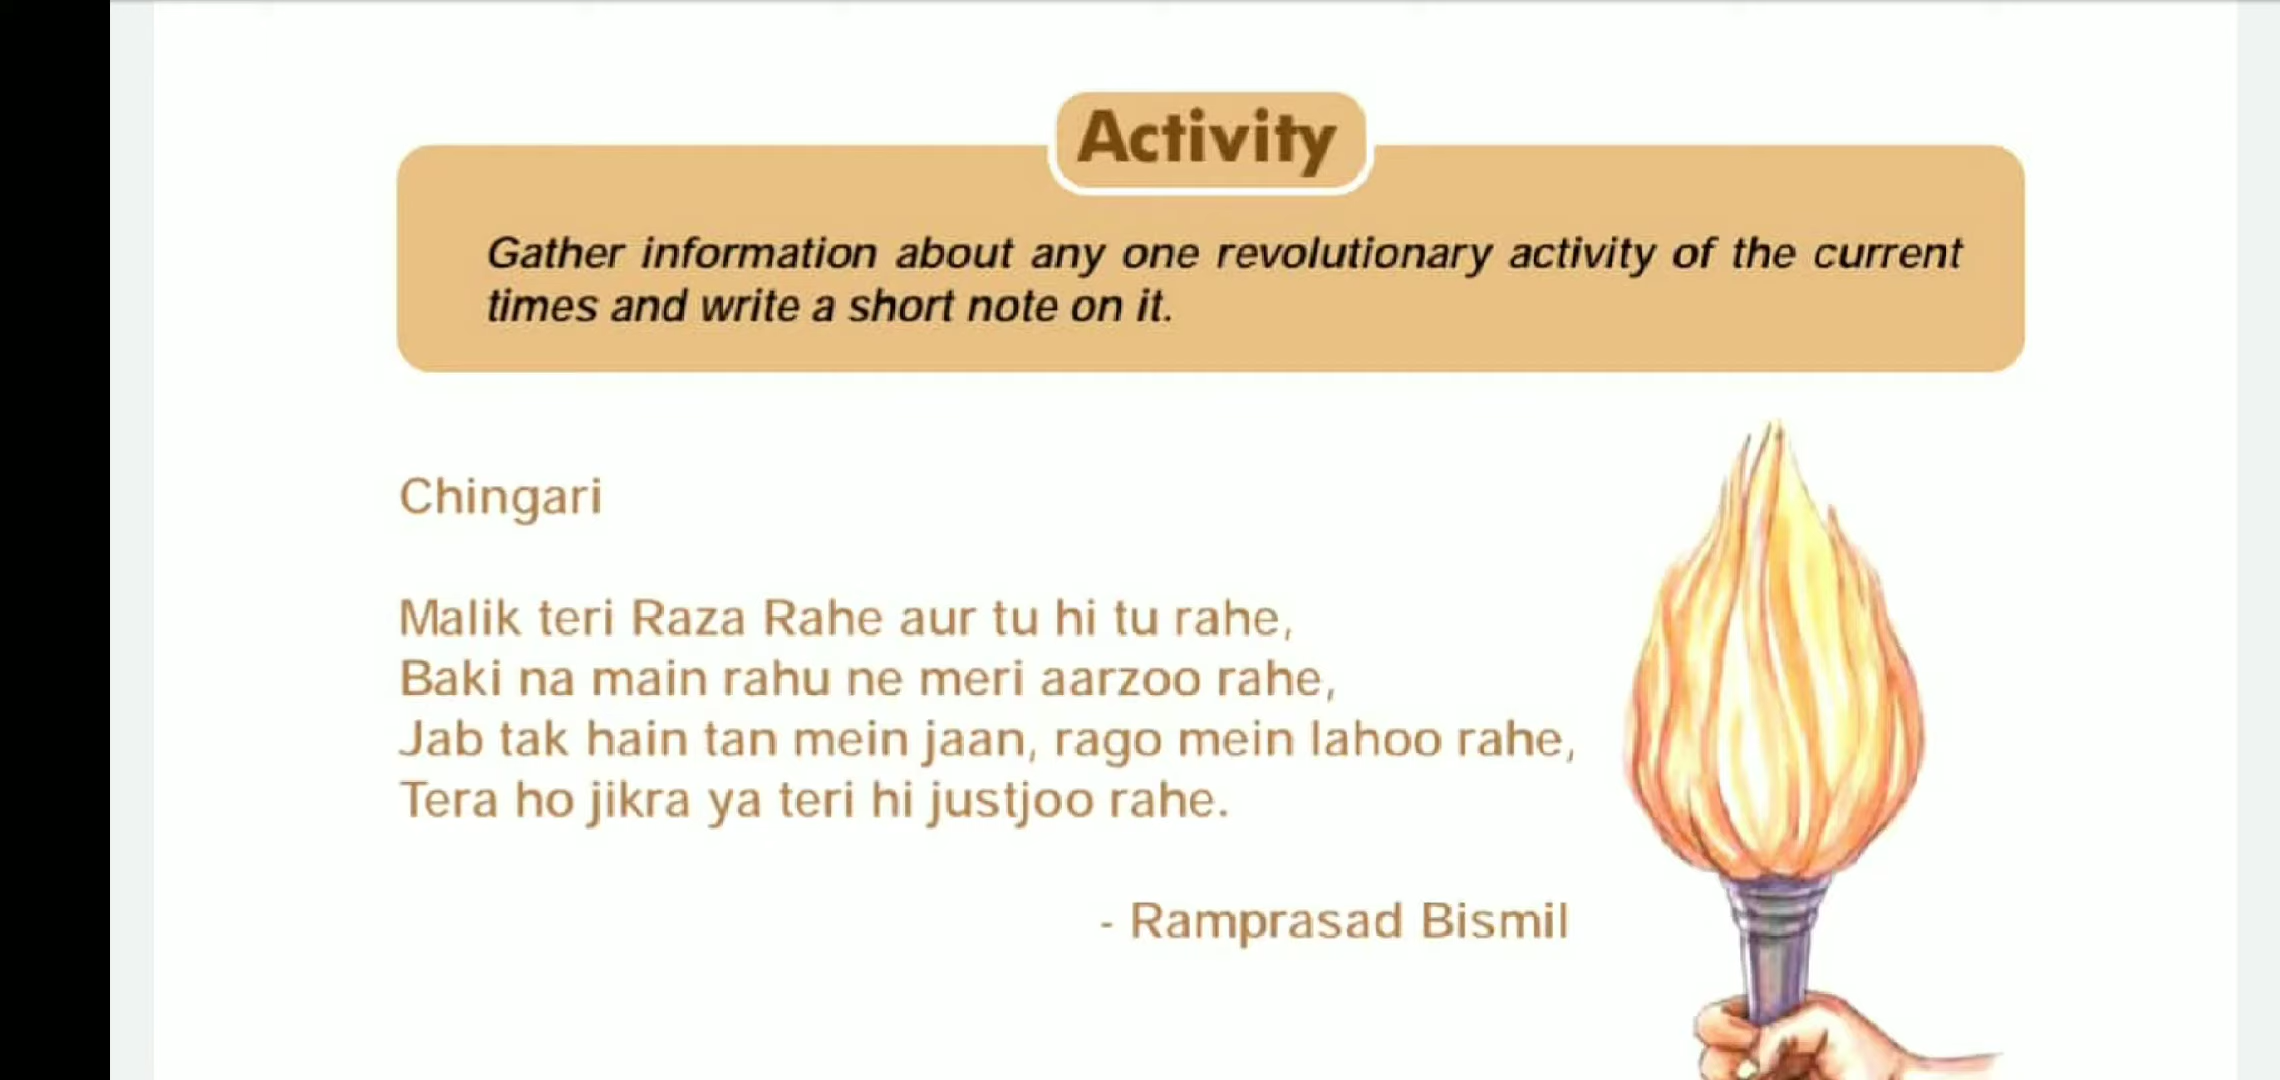 Activity
Gather information about any one revolutionary activity of the current
times and write a short note on it.
Chingari
Malik teri Raza Rahe aur tu hi tu rahe,
Baki na main rahu ne meri aarzoo rahe,
Jab tak hain tan mein jaan, rago mein lahoo rahe,
Tera ho jikra ya teri hi justjoo rahe.
- Ramprasad Bismil